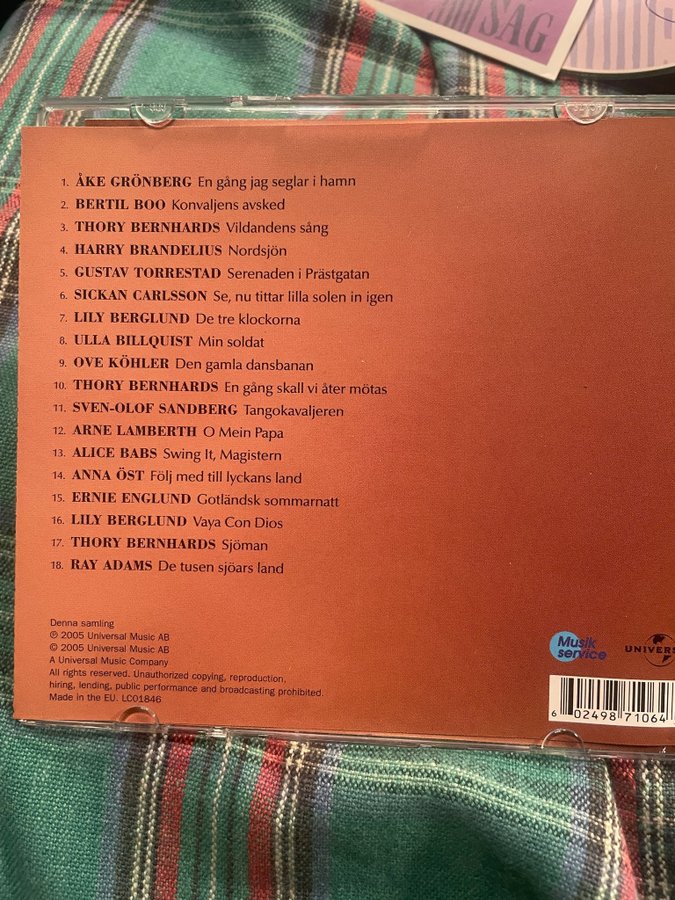 SAG
1. ÅKE GRÖNBERG En gång jag seglar i hamn
2. BERTIL BOO Konvaljens avsked
3. THORY BERNHARDS Vildandens sång
4. HARRY BRANDELIUS Nordsjön
5. GUSTAV TORRESTAD Serenaden i Prästgatan
6. SICKAN CARLSSON Se, nu tittar lilla solen in igen
7. LILY BERGLUND De tre klockorna
8. ULLA BILLQUIST Min soldat
9. OVE KÖHLER Den gamla dansbanan
10. THORY BERNHARDS En gång skall vi åter mötas
11. SVEN-OLOF SANDBERG Tangokavaljeren
12. ARNE LAMBERTH O Mein Papa
13. ALICE BABS Swing It, Magistern
14. ANNA ÖST Följ med till lyckans land
15. ERNIE ENGLUND Gotländsk sommarnatt
16. LILY BERGLUND Vaya Con Dios
17. THORY BERNHARDS Sjöman
18. RAY ADAMS De tusen sjöars land
Denna samling
℗ 2005 Universal Music AB
© 2005 Universal Music AB
A Universal Music Company
All rights reserved. Unauthorized copying, reproduction,
hiring, lending, public performance and broadcasting prohibited.
Made in the EU. LC01846
Musik
service
UNIVERS
6 02498 71064